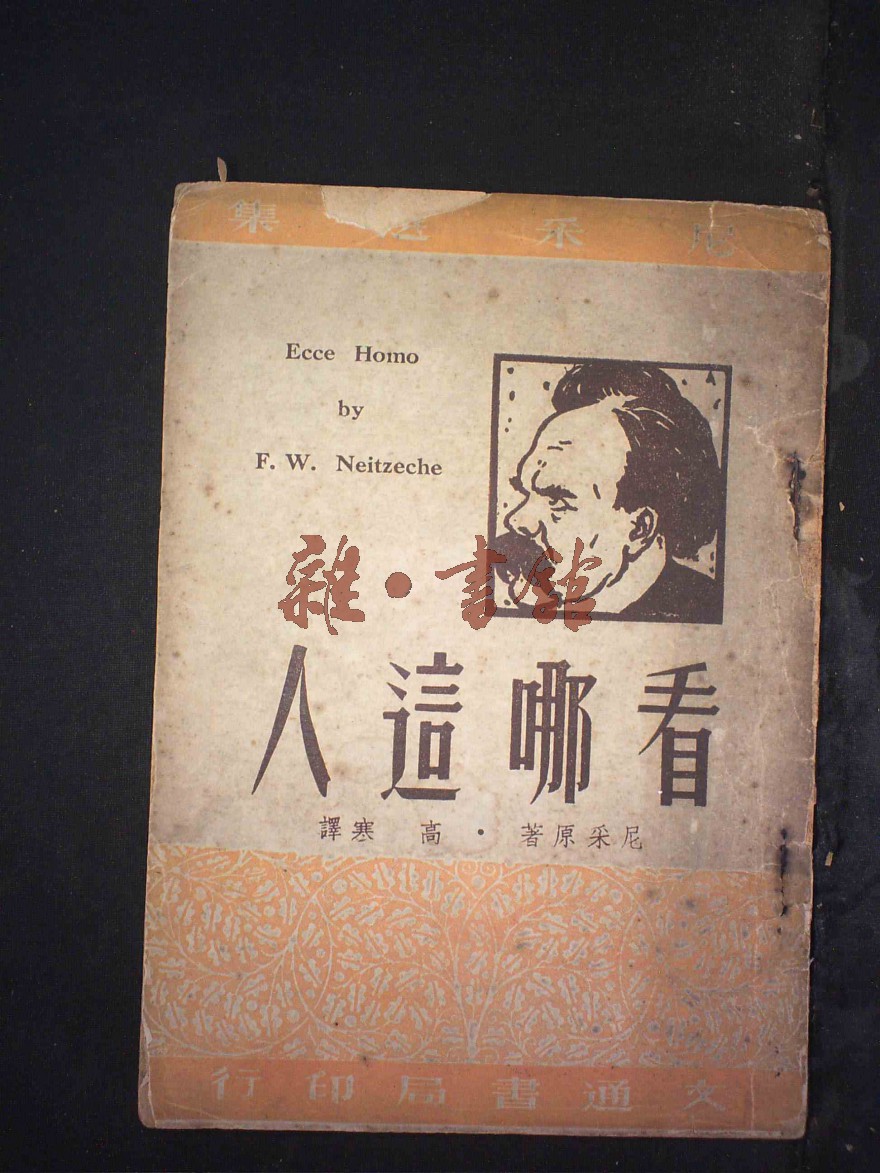 尼采選集
Ecce Homo
by
F. W. Neitzeche
雜·書館
看哪這人
尼采原著·高寒譯
文通書局印行